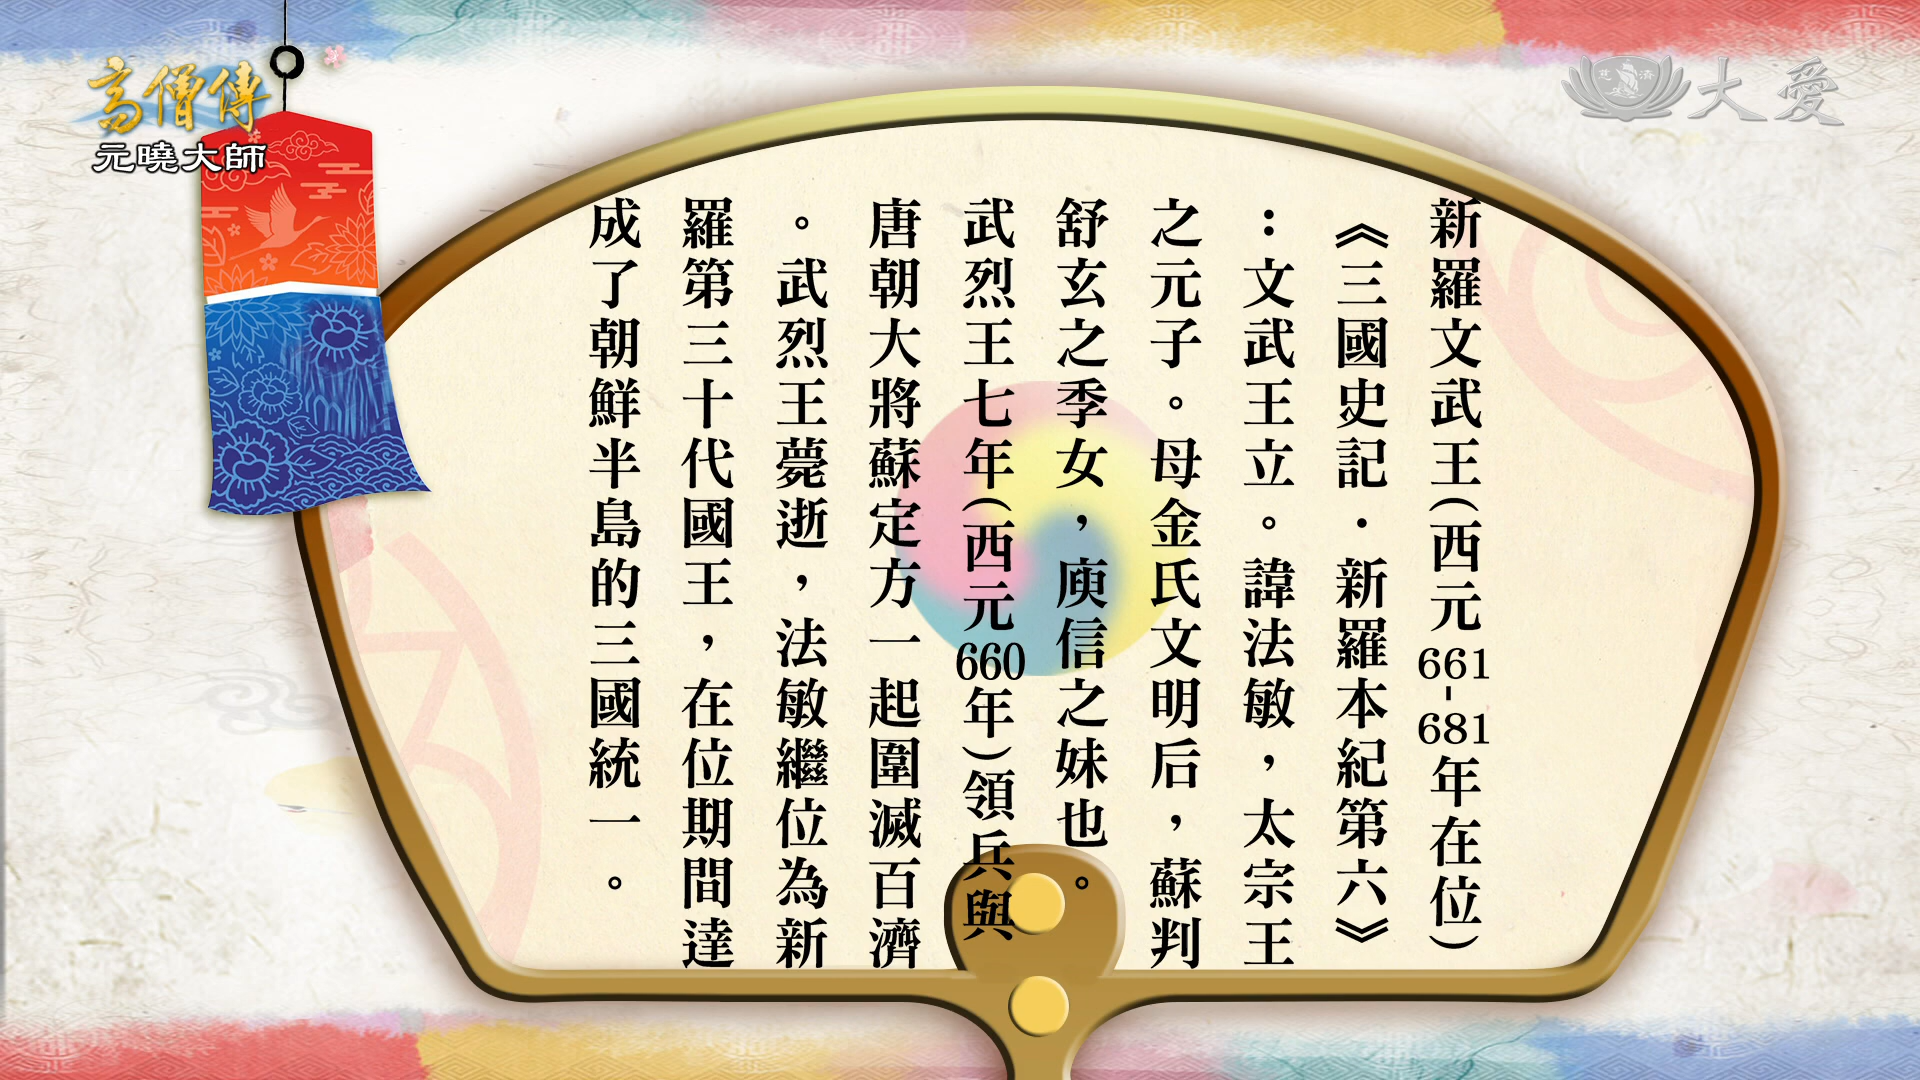 高僧傳
元曉大師
慈濟
大愛
新羅文武王(西元661-681年在位)
《三國史記．新羅本紀第六》
：文武王立。諱法敏，太宗王
之元子。母金氏文明后，蘇判
舒玄之季女，庾信之妹也。
武烈王七年(西元660年)領兵與
唐朝大將蘇定方一起圍滅百濟
。武烈王薨逝，法敏繼位為新
羅第三十代國王，在位期間達
成了朝鮮半島的三國統一。